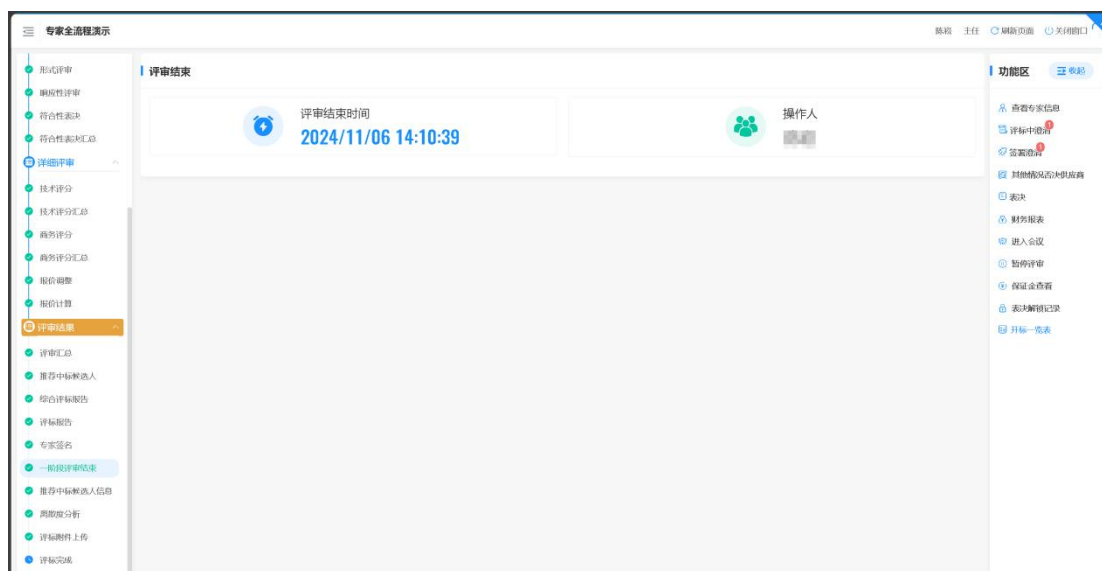 专家全流程演示
主任 刷新页面 关闭窗口
形式评审
响应性评审
符合性表决
符合性表决汇总
详细评审
技术评分
技术评分汇总
商务评分
商务评分汇总
报价调整
报价计算
评审结果
评审汇总
推荐中标候选人
综合评标报告
评标报告
专家签名
一阶段评审结束
推荐中标候选人信息
离散度分析
评标附件上传
评标完成
评审结束
评审结束时间
2024/11/06 14:10:39
操作人
功能区 收起
查看专家信息
评标中澄清 1
签署澄清 1
其他情况否决供应商
表决
财务报表
进入会议
暂停评审
保证金查看
表决解锁记录
开标一览表